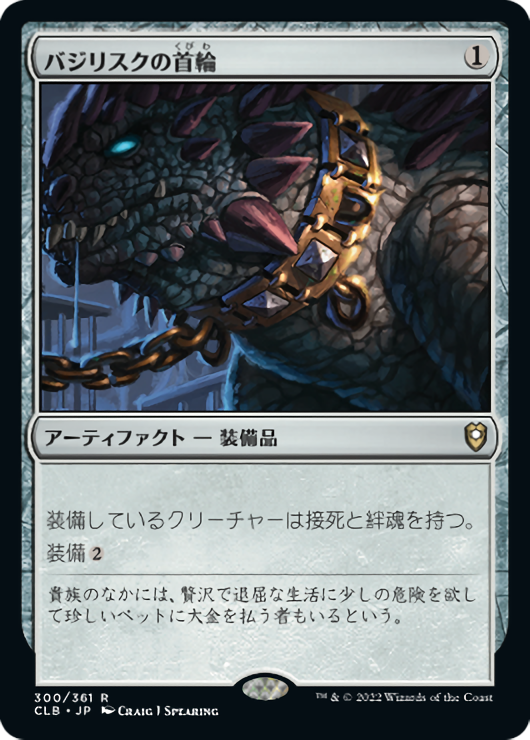 バジリスクの首輪
くびわ
1
アーティファクト — 装備品
装備しているクリーチャーは接死と絆魂を持つ。
装備 2
貴族のなかには、贅沢で退屈な生活に少しの危険を欲し
て珍しいペットに大金を払う者もいるという。
300/361 R
CLB • JP Craig J Spearing
™ & © 2022 Wizards of the Coast